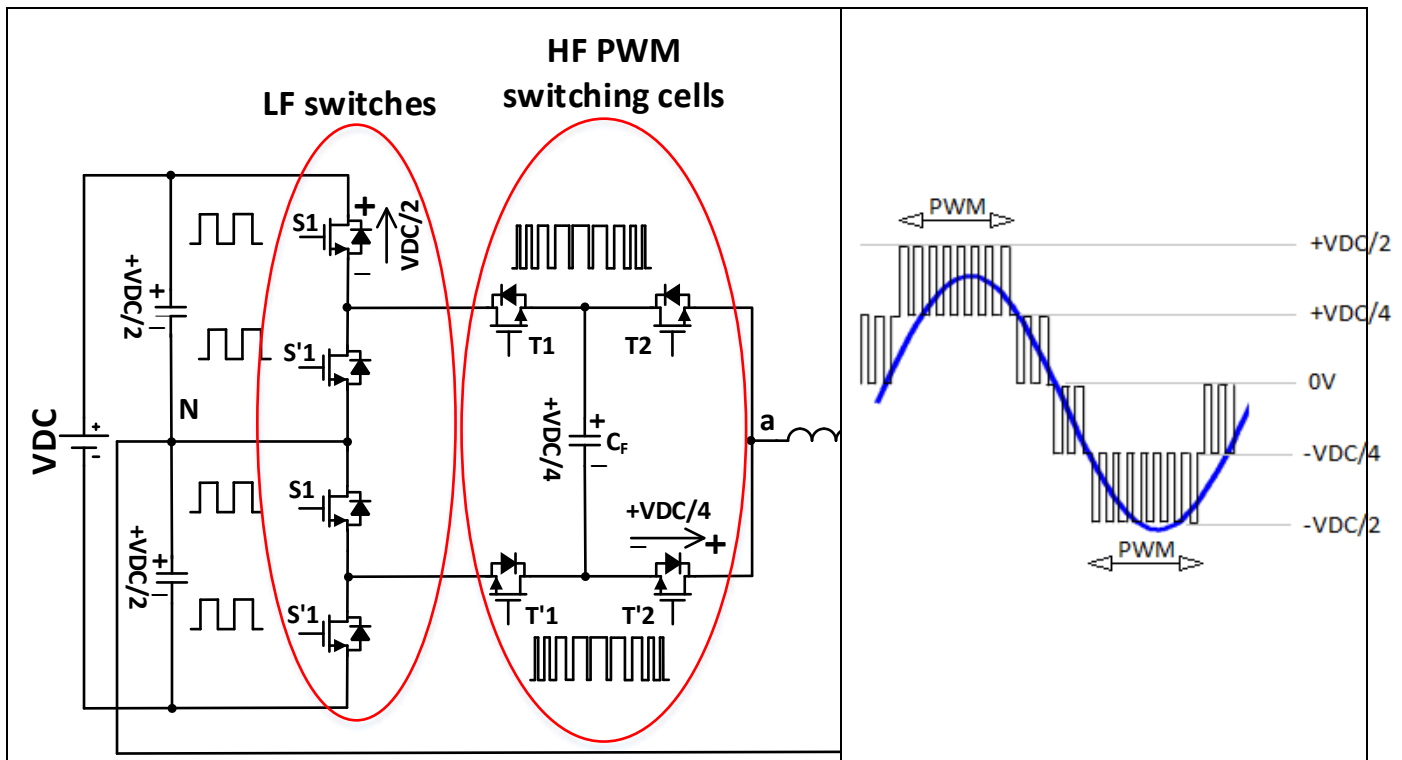 HF PWM
switching cells
LF switches
S1
+
VDC/2
−
+VDC/2
+
−
S'1
T1
T2
N
VDC
+
-
+VDC/4
+
CF
−
a
S1
+VDC/2
+
−
+VDC/4
− +
S'1
T'1
T'2
PWM
+VDC/2
+VDC/4
0V
-VDC/4
-VDC/2
PWM